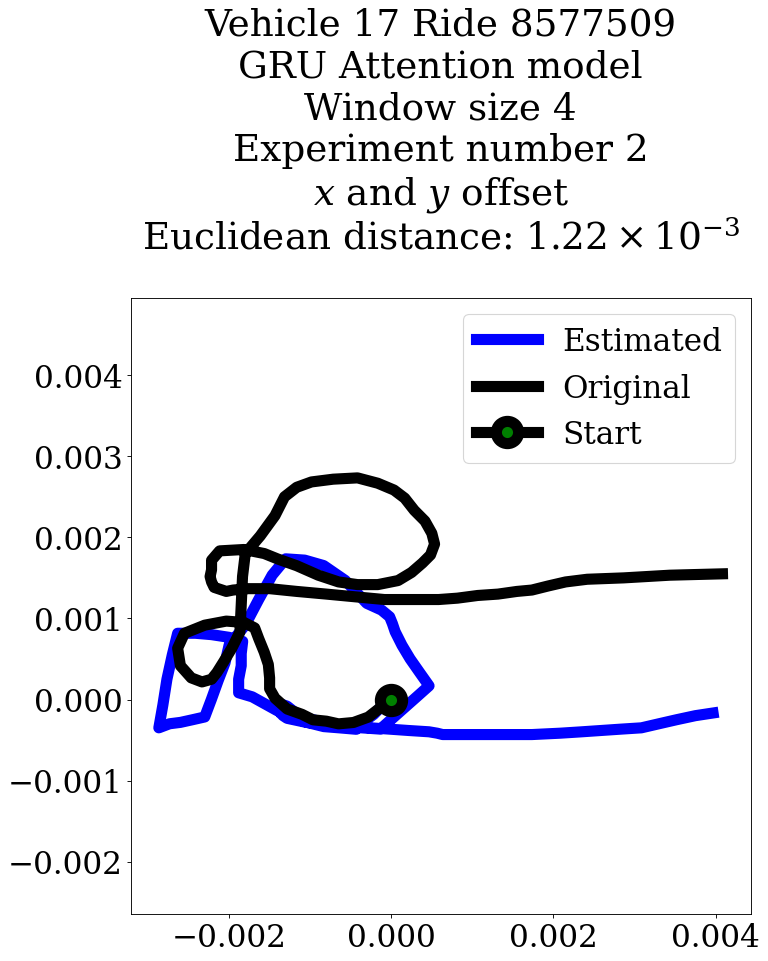 Vehicle 17 Ride 8577509
GRU Attention model
Window size 4
Experiment number 2
x and y offset
Euclidean distance: 1.22 × 10⁻³
Estimated
Original
Start
0.004
0.003
0.002
0.001
0.000
−0.001
−0.002
−0.002 0.000 0.002 0.004